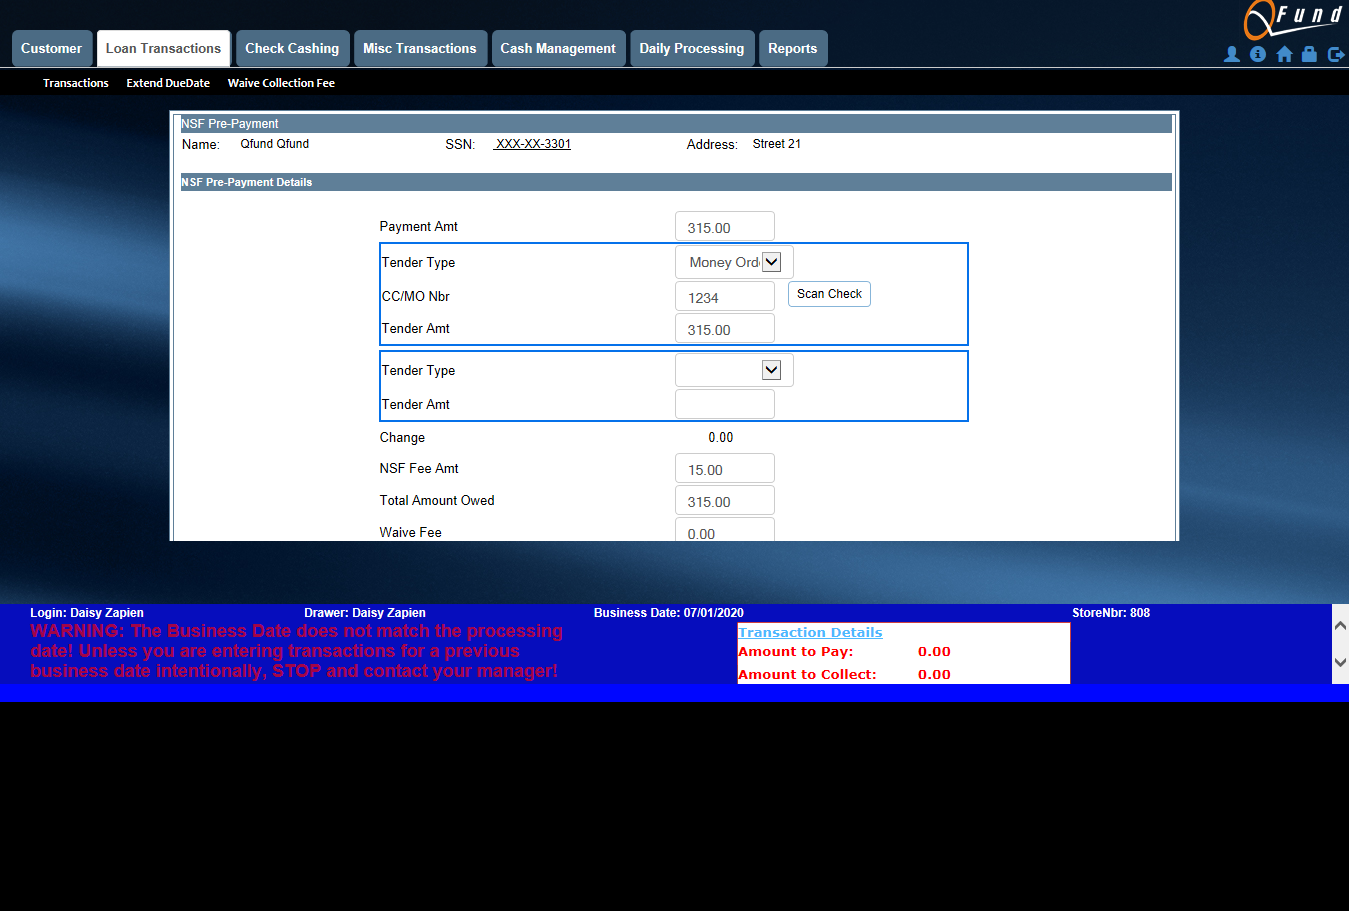 QFund
Customer Loan Transactions Check Cashing Misc Transactions Cash Management Daily Processing Reports
Transactions Extend DueDate Waive Collection Fee
NSF Pre-Payment
Name: Qfund Qfund SSN: XXX-XX-3301 Address: Street 21
NSF Pre-Payment Details
Payment Amt 315.00
Tender Type Money Ord
CC/MO Nbr 1234 Scan Check
Tender Amt 315.00
Tender Type
Tender Amt
Change 0.00
NSF Fee Amt 15.00
Total Amount Owed 315.00
Waive Fee 0.00
Login: Daisy Zapien Drawer: Daisy Zapien Business Date: 07/01/2020 StoreNbr: 808
WARNING: The Business Date does not match the processing
date! Unless you are entering transactions for a previous
business date intentionally, STOP and contact your manager!
Transaction Details
Amount to Pay: 0.00
Amount to Collect: 0.00